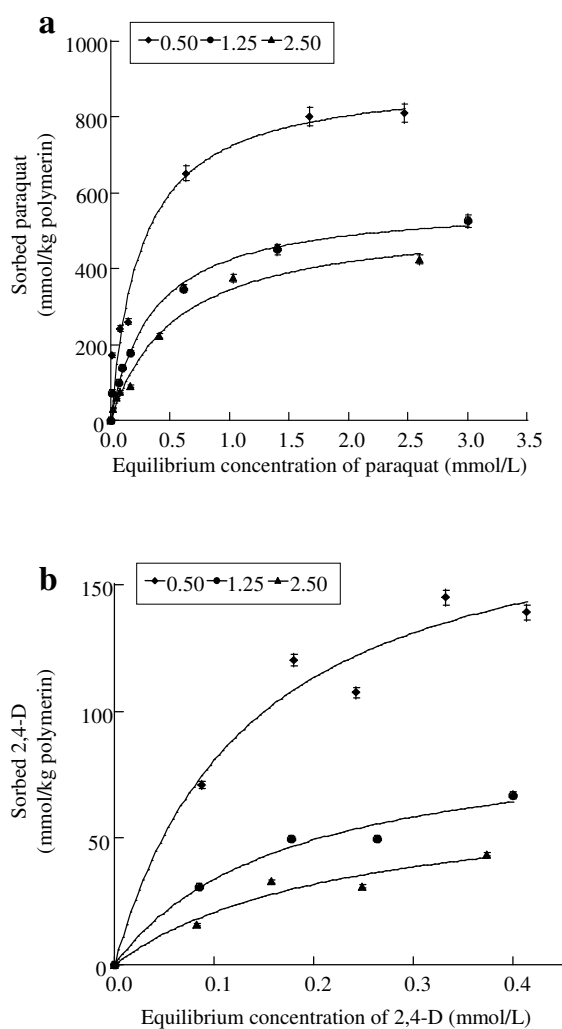 a
0.50 1.25 2.50
1000
800
600
400
200
0
Sorbed paraquat
(mmol/kg polymerin)
0.0 0.5 1.0 1.5 2.0 2.5 3.0 3.5
Equilibrium concentration of paraquat (mmol/L)
b
0.50 1.25 2.50
150
100
50
0
Sorbed 2,4-D
(mmol/kg polymerin)
0.0 0.1 0.2 0.3 0.4
Equilibrium concentration of 2,4-D (mmol/L)